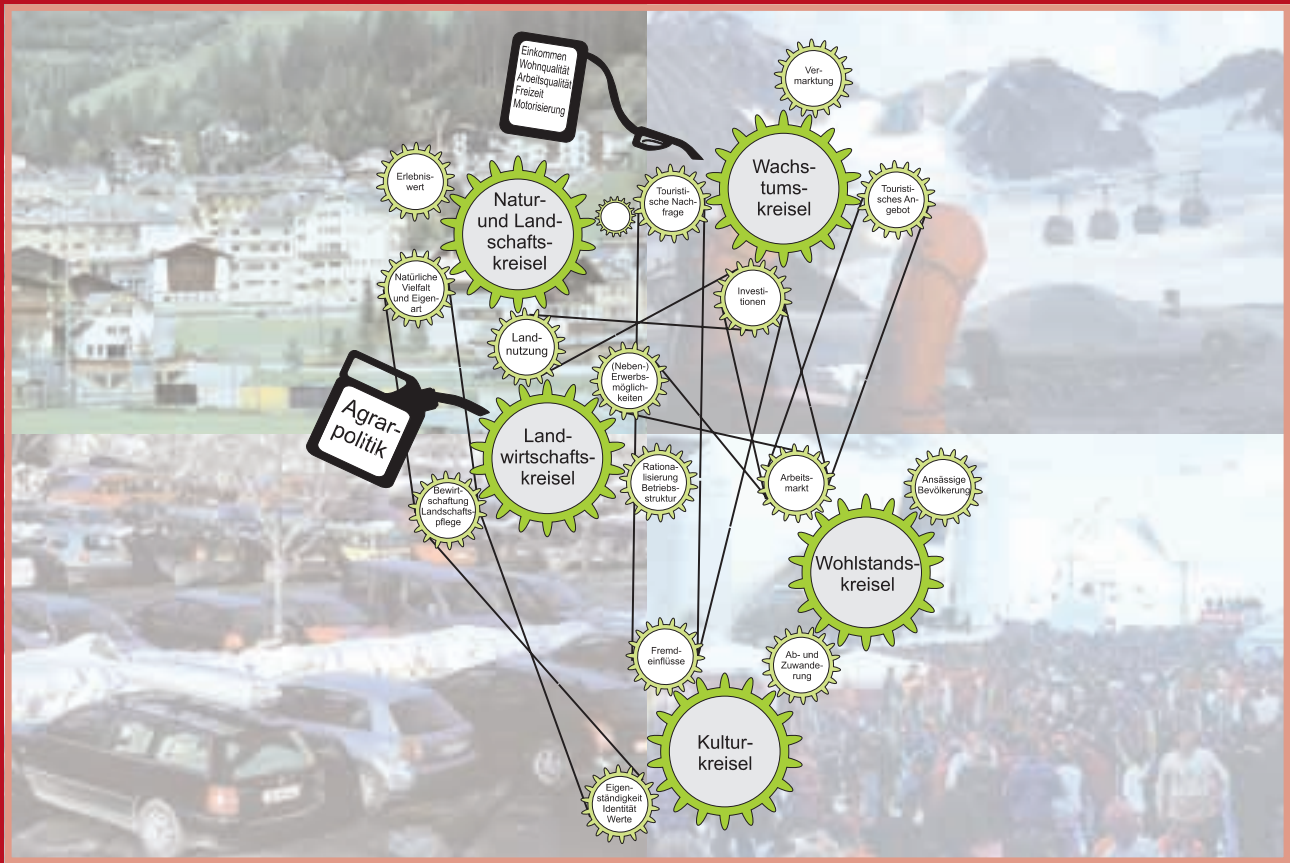 Einkommen
Wohnqualität
Arbeitsqualität
Freizeit
Motorisierung
Ver-
marktung
Wachs-
tums-
kreisel
Touristi-
sches An-
gebot
Touristi-
sche Nach-
frage
Erlebnis-
wert
Natur-
und Land-
schafts-
kreisel
Natürliche
Vielfalt
und Eigen-
art
Investi-
tionen
Land-
nutzung
(Neben-)
Erwerbs-
möglich-
keiten
Agrar-
politik
Land-
wirtschafts-
kreisel
Rationa-
lisierung
Betriebs-
struktur
Bewirt-
schaftung
Landschafts-
pflege
Arbeits-
markt
Ansässige
Bevölkerung
Wohlstands-
kreisel
Fremd-
einflüsse
Ab- und
Zuwande-
rung
Kultur-
kreisel
Eigen-
ständigkeit
Identität
Werte